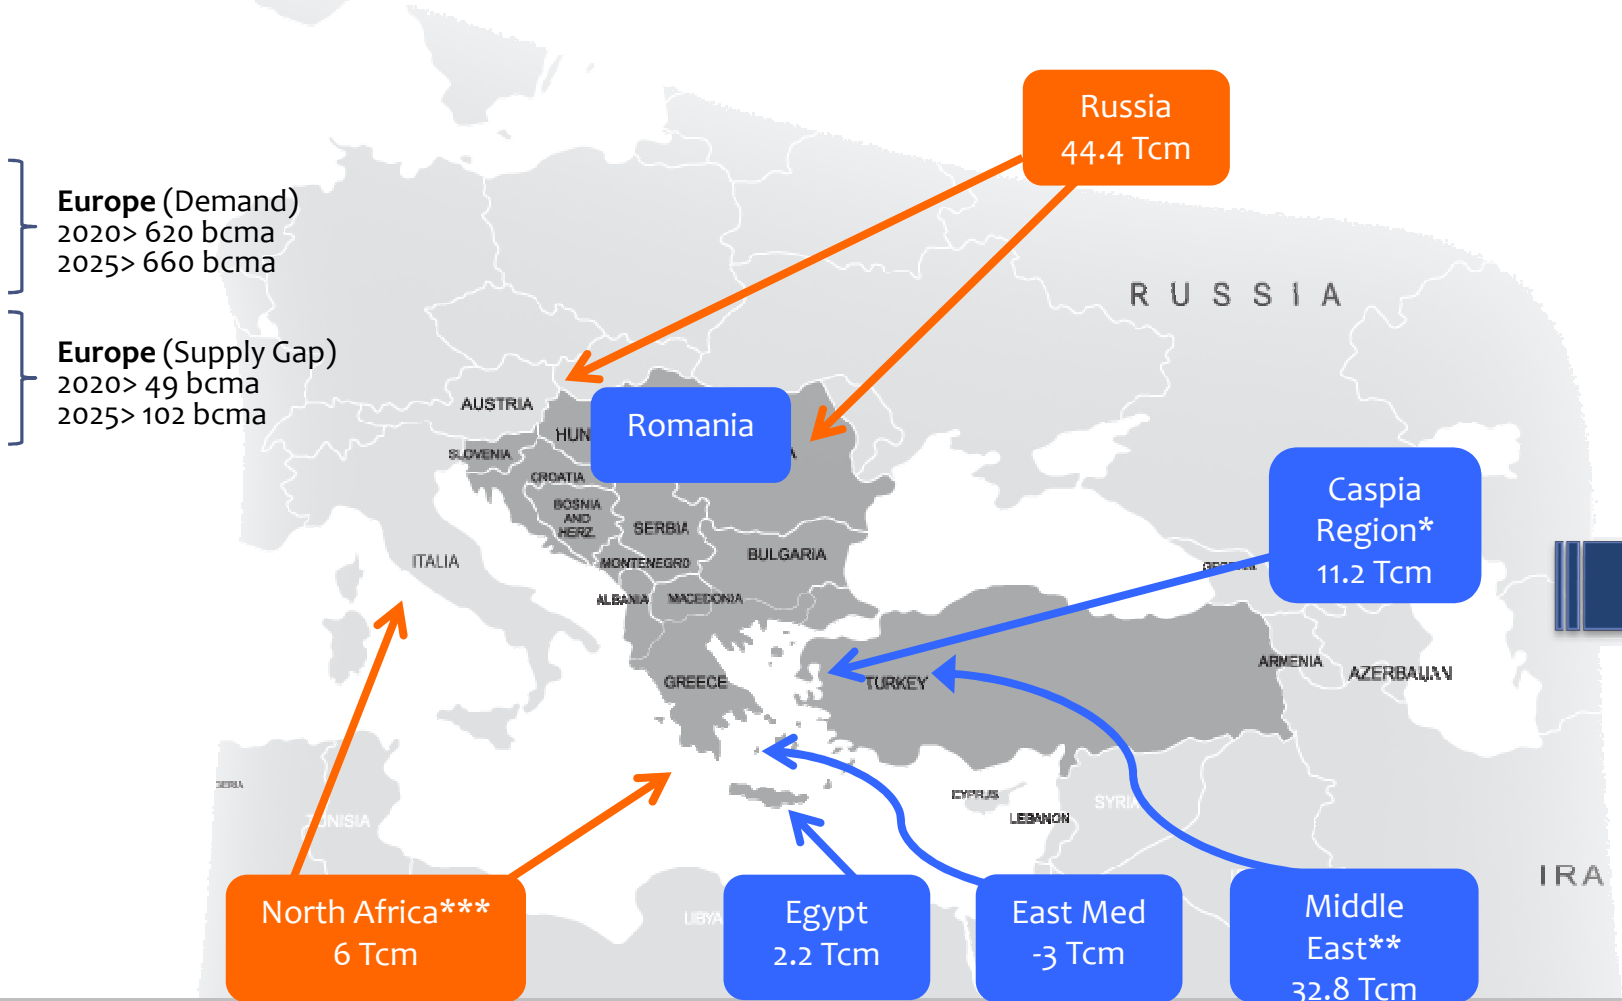 Russia
44.4 Tcm
Europe (Demand)
2020> 620 bcma
2025> 660 bcma
RUSSIA
Europe (Supply Gap)
2020> 49 bcma
2025> 102 bcma
AUSTRIA
HUN
Romania
A
SLOVENIA
CROATIA
BOSNIA
AND
HERZ.
SERBIA
BULGARIA
MONTENEGRO
ITALIA
ALBANIA
MACEDONIA
Caspia
Region*
11.2 Tcm
GREECE
TURKEY
ARMENIA
AZERBAIJAN
CYPRUS
LEBANON
SYRIA
TUNISIA
GERIA
IRA
LIBYA
North Africa***
6 Tcm
Egypt
2.2 Tcm
East Med
-3 Tcm
Middle
East**
32.8 Tcm